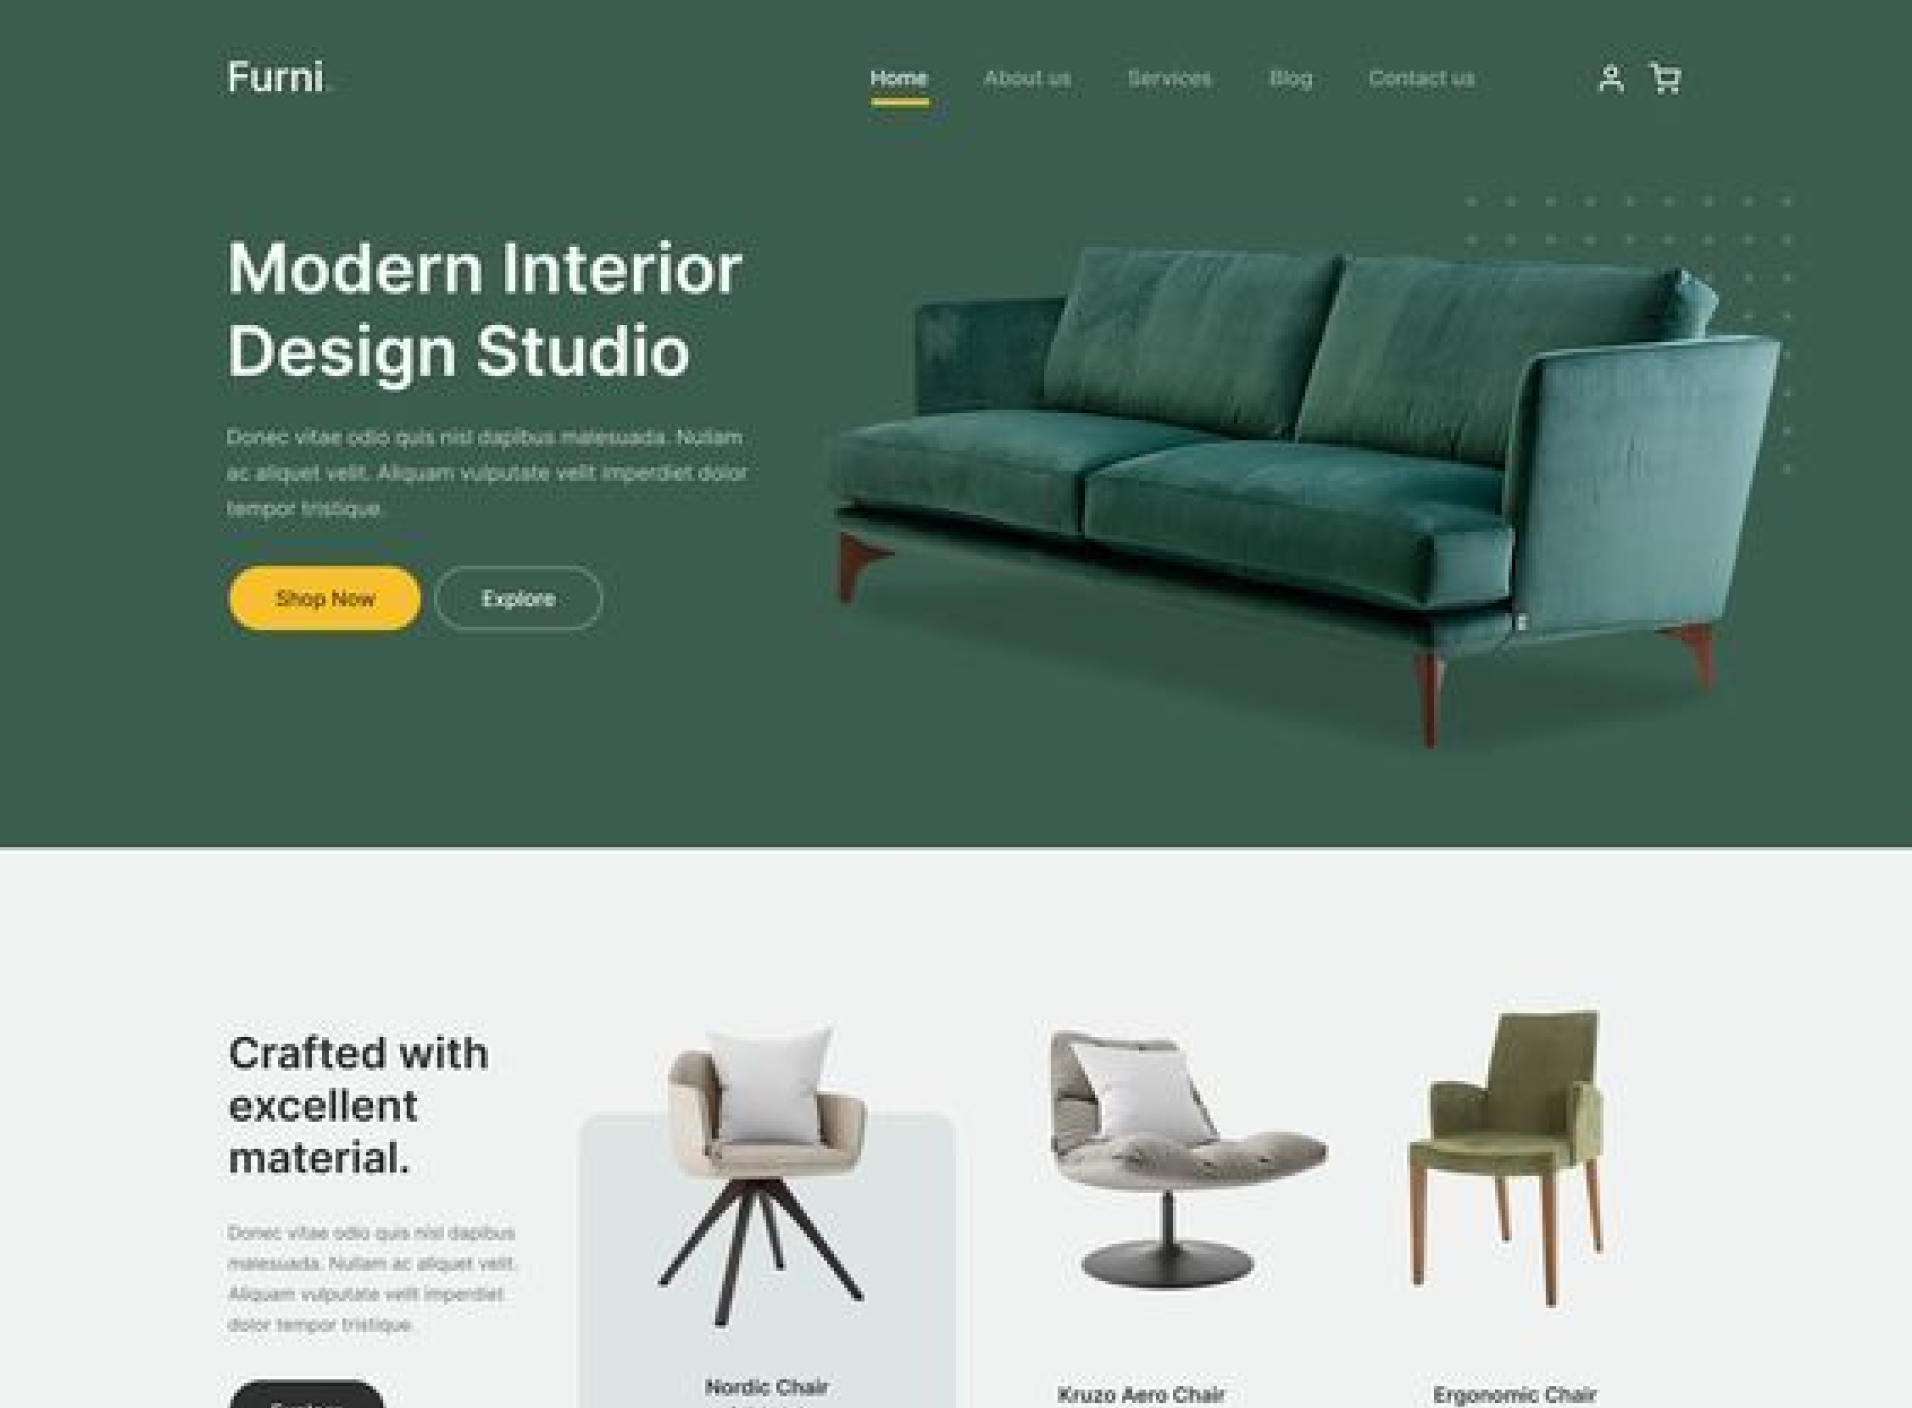 Furni.
Home About us Services Blog Contact us
Modern Interior
Design Studio
Donec vitae odio quis nisl dapibus malesuada. Nullam
ac aliquet velit. Aliquam vulputate velit imperdiet dolor
tempor tristique.
Shop Now Explore
Crafted with
excellent
material.
Donec vitae odio quis nisl dapibus
malesuada. Nullam ac aliquet velit.
Aliquam vulputate velit imperdiet
dolor tempor tristique.
Nordic Chair
Kruzo Aero Chair
Ergonomic Chair